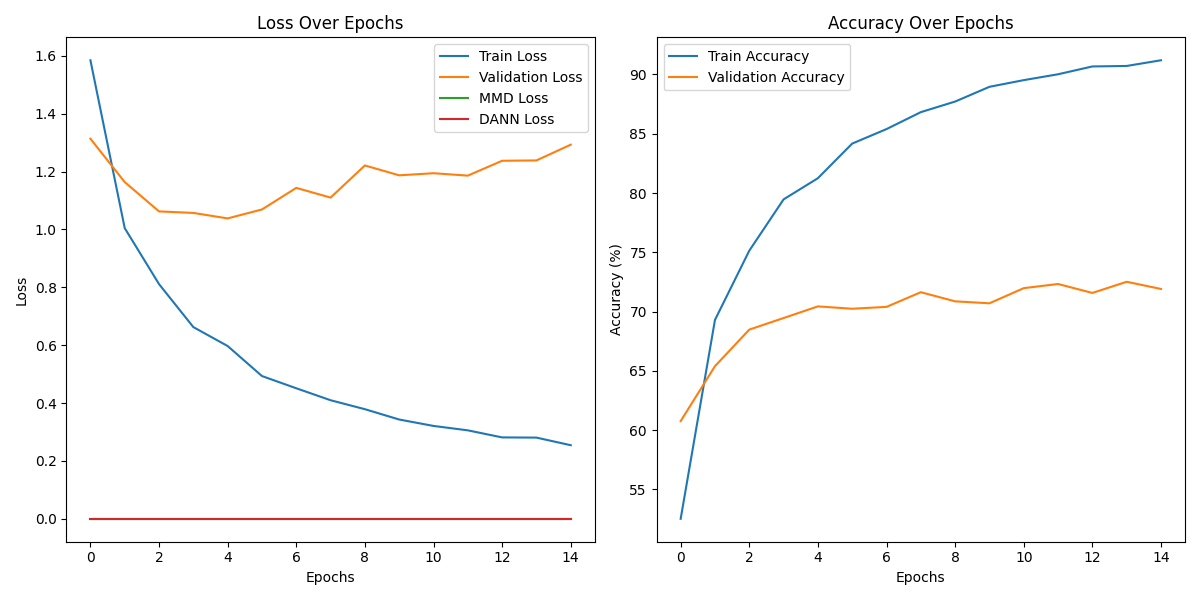 Loss Over Epochs
Loss
1.6
1.4
1.2
1.0
0.8
0.6
0.4
0.2
0.0
Train Loss
Validation Loss
MMD Loss
DANN Loss
0 2 4 6 8 10 12 14
Epochs
Accuracy Over Epochs
Accuracy (%)
90
85
80
75
70
65
60
55
Train Accuracy
Validation Accuracy
0 2 4 6 8 10 12 14
Epochs